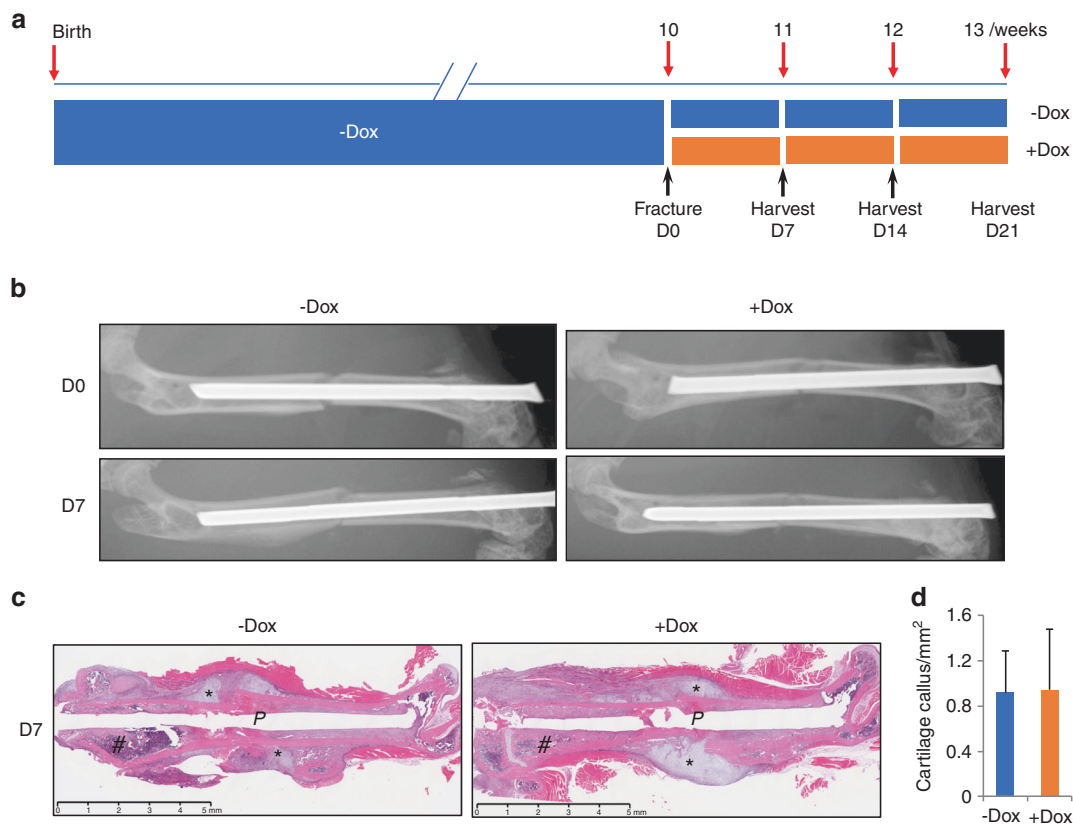 a
Birth
10
11
12
13 /weeks
-Dox
-Dox
+Dox
Fracture
D0
Harvest
D7
Harvest
D14
Harvest
D21
b
-Dox
+Dox
D0
D7
c
-Dox
+Dox
D7
*
P
#
*
0 1 2 3 4 5 mm
*
P
#
*
0 1 2 3 4 5 mm
d
Cartilage callus/mm²
1.6
1.2
0.8
0.4
0
-Dox +Dox